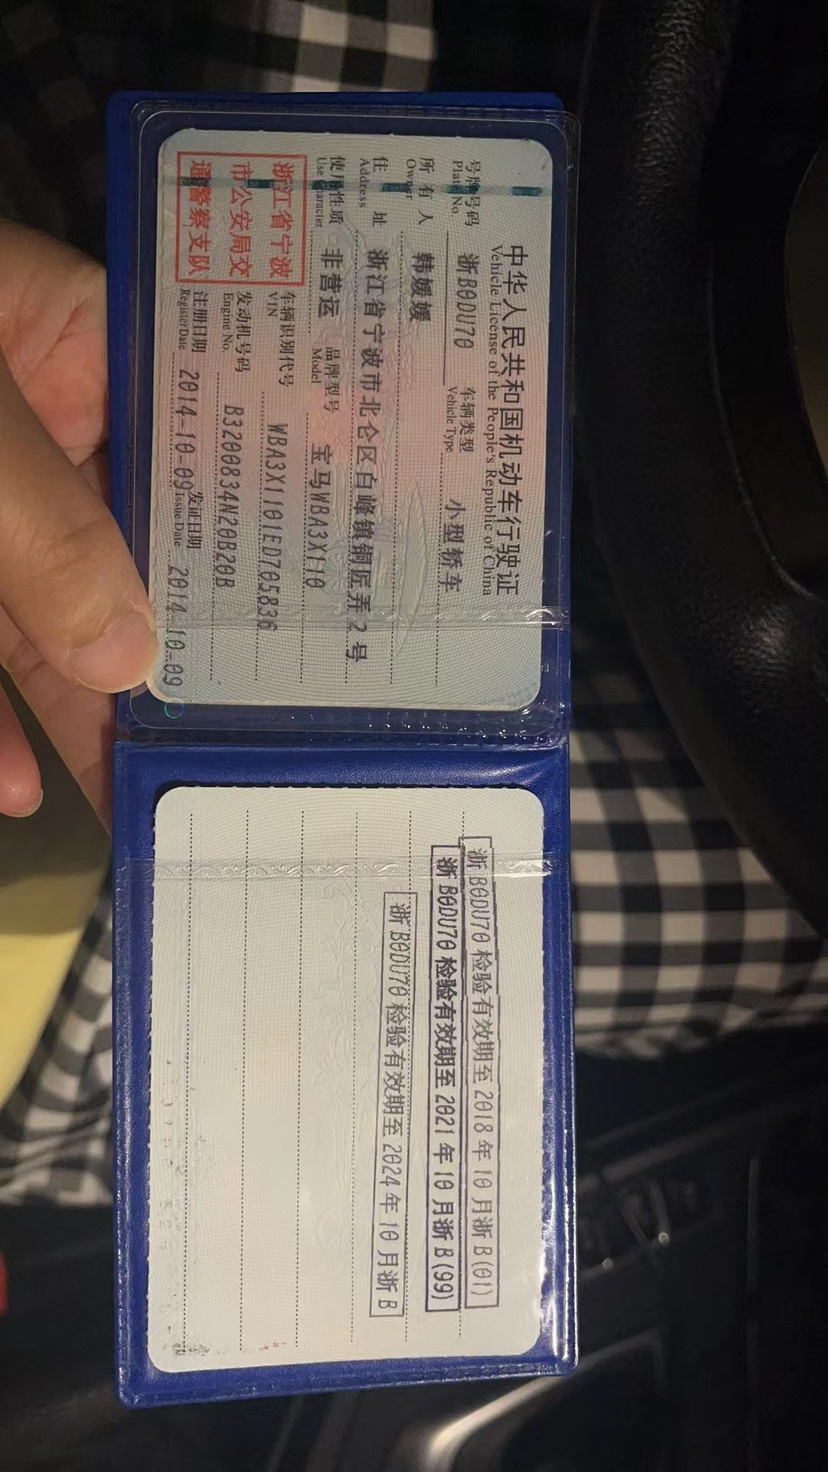 中华人民共和国机动车行驶证
Vehicle License of the People's Republic of China
号牌号码 浙B0DU70 车辆类型 小型轿车
Plate No. Vehicle Type
所有人 韩媛媛
Owner
住址 浙江省宁波市北仑区白峰镇铜匠弄2号
Address
使用性质 非营运 品牌型号 宝马WBA3X110
Use Character Model
浙江省宁波
市公安局交
通警察支队
车辆识别代号 WBA3X1101ED705836
VIN
发动机号码 B3200834N20B20B
Engine No.
注册日期 2014-10-09 发证日期 2014-10-09
Register Date Issue Date
浙B0DU70检验有效期至2018年10月浙B(01)
浙B0DU70检验有效期至2021年10月浙B(99)
浙B0DU70检验有效期至2024年10月浙B